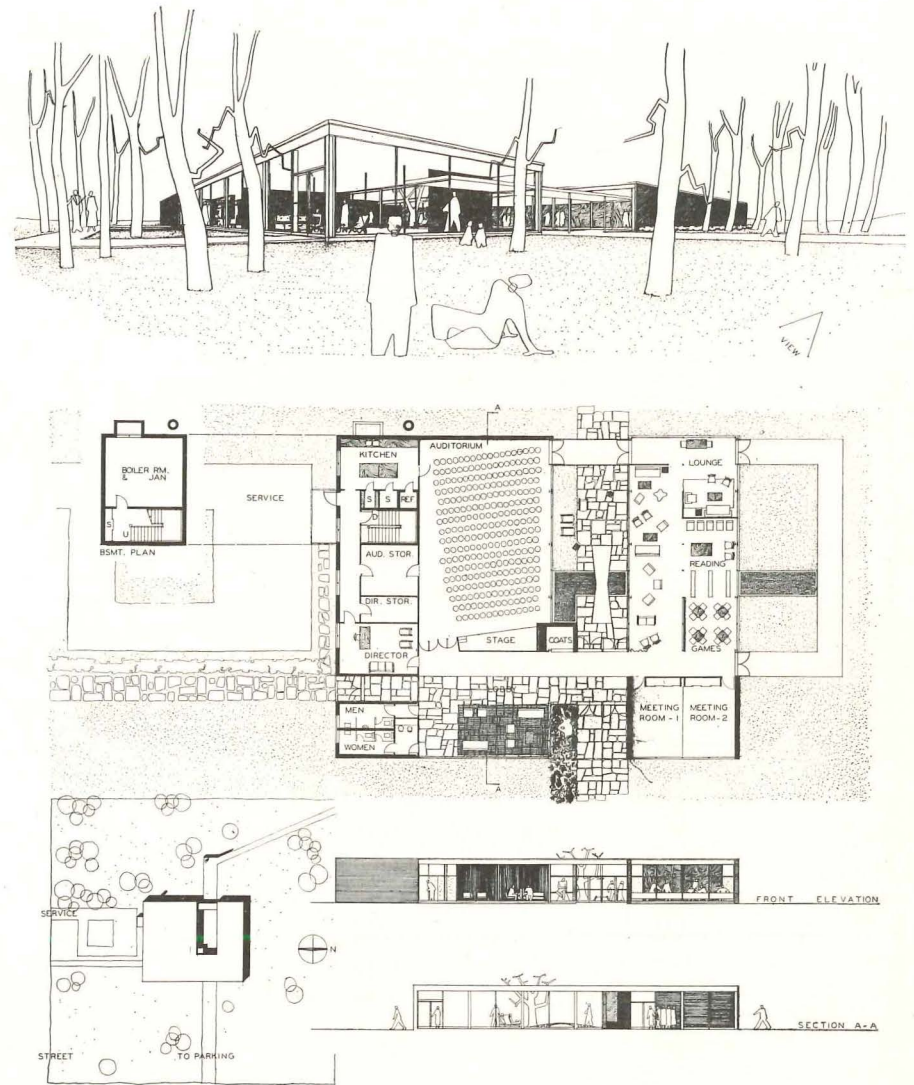 VIEW
A
KITCHEN
AUDITORIUM
LOUNGE
BOILER RM.
& JAN
SERVICE
S
S
REF
D
S
U
BSMT. PLAN
AUD. STOR.
READING
DIR. STOR.
STAGE
COATS
DIRECTOR
GAMES
LOBBY
MEN
MEETING
ROOM - 1
MEETING
ROOM - 2
WOMEN
A
FRONT ELEVATION
SERVICE
N
SECTION A-A
STREET
TO PARKING